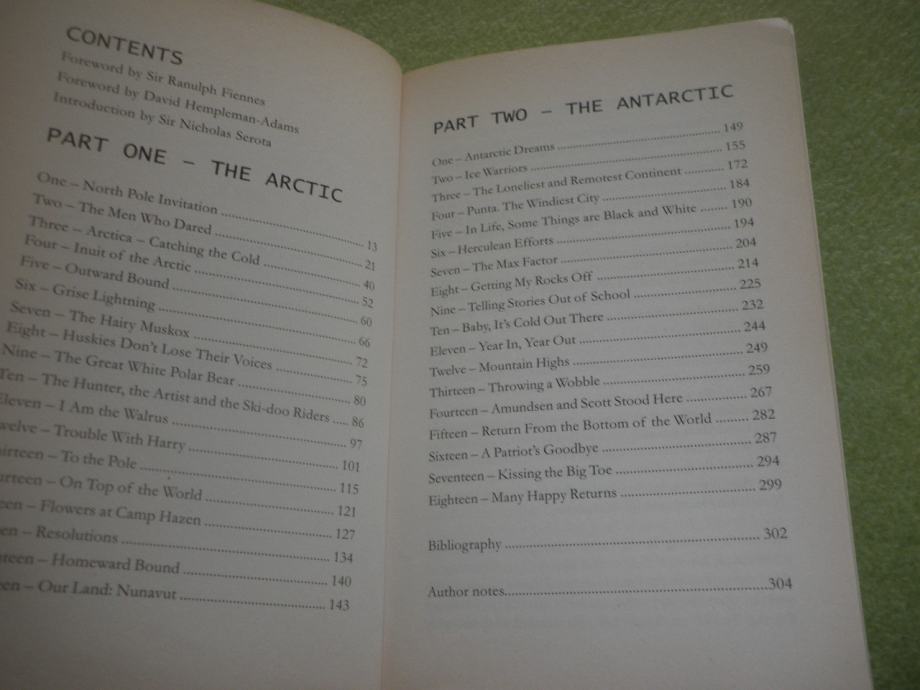 CONTENTS
Foreword by Sir Ranulph Fiennes
Foreword by David Hempleman-Adams
Introduction by Sir Nicholas Serota
PART ONE – THE ARCTIC
One – North Pole Invitation ........ 13
Two – The Men Who Dared ........ 21
Three – Arctica – Catching the Cold ........ 40
Four – Inuit of the Arctic ........ 52
Five – Outward Bound ........ 60
Six – Grise Lightning ........ 66
Seven – The Hairy Muskox ........ 72
Eight – Huskies Don't Lose Their Voices ........ 75
Nine – The Great White Polar Bear ........ 80
Ten – The Hunter, the Artist and the Ski-doo Riders .... 86
Eleven – I Am the Walrus ........ 97
welve – Trouble With Harry ........ 101
irteen – To the Pole ........ 115
urteen – On Top of the World ........ 121
een – Flowers at Camp Hazen ........ 127
en – Resolutions ........ 134
nteen – Homeward Bound ........ 140
een – Our Land: Nunavut ........ 143
PART TWO – THE ANTARCTIC
One – Antarctic Dreams ........ 149
Two – Ice Warriors ........ 155
Three – The Loneliest and Remotest Continent ........ 172
Four – Punta. The Windiest City ........ 184
Five – In Life, Some Things are Black and White ........ 190
Six – Herculean Efforts ........ 194
Seven – The Max Factor ........ 204
Eight – Getting My Rocks Off ........ 214
Nine – Telling Stories Out of School ........ 225
Ten – Baby, It's Cold Out There ........ 232
Eleven – Year In, Year Out ........ 244
Twelve – Mountain Highs ........ 249
Thirteen – Throwing a Wobble ........ 259
Fourteen – Amundsen and Scott Stood Here ........ 267
Fifteen – Return From the Bottom of the World ........ 282
Sixteen – A Patriot's Goodbye ........ 287
Seventeen – Kissing the Big Toe ........ 294
Eighteen – Many Happy Returns ........ 299
Bibliography ........ 302
Author notes ........ 304